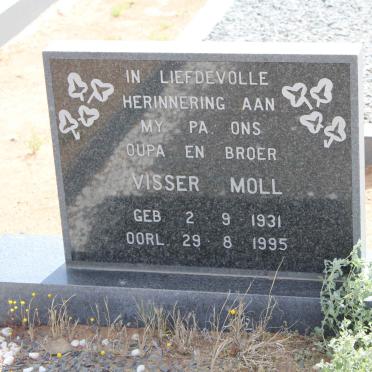 IN LIEFDEVOLLE
HERINNERING AAN
MY PA ONS
OUPA EN BROER
VISSER MOLL
GEB. 2 9 1931
OORL. 29 8 1995